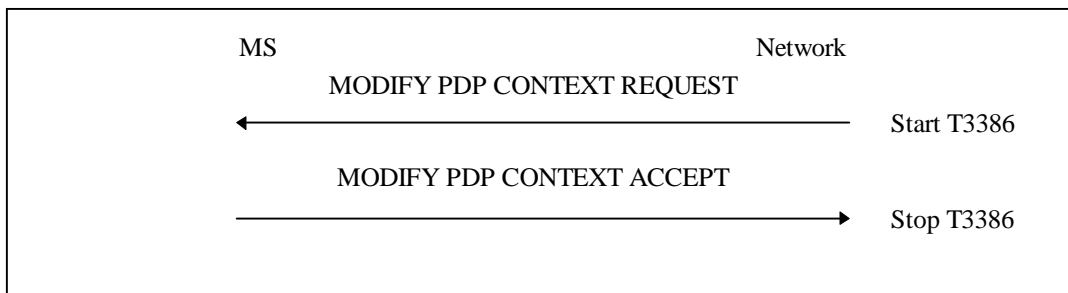 MS Network
MODIFY PDP CONTEXT REQUEST
Start T3386
MODIFY PDP CONTEXT ACCEPT
Stop T3386